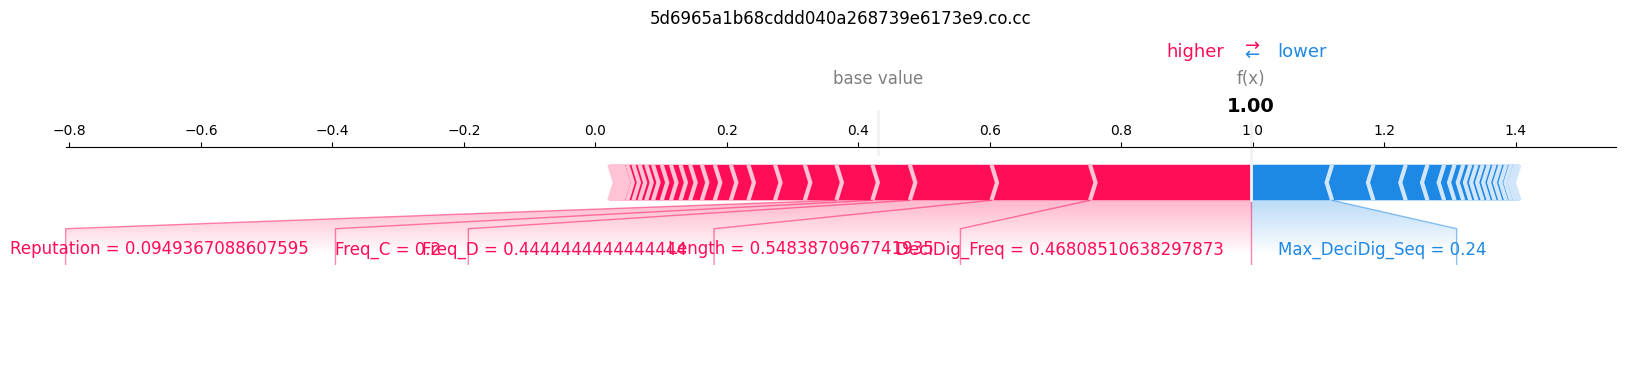 5d6965a1b68cddd040a268739e6173e9.co.cc
higher → ← lower
base value f(x)
1.00
−0.8 −0.6 −0.4 −0.2 0.0 0.2 0.4 0.6 0.8 1.0 1.2 1.4
Reputation = 0.0949367088607595 Freq_C = 0.2 Freq_D = 0.4444444444444444 Length = 0.5483870967741935 DeciDig_Freq = 0.46808510638297873 Max_DeciDig_Seq = 0.24